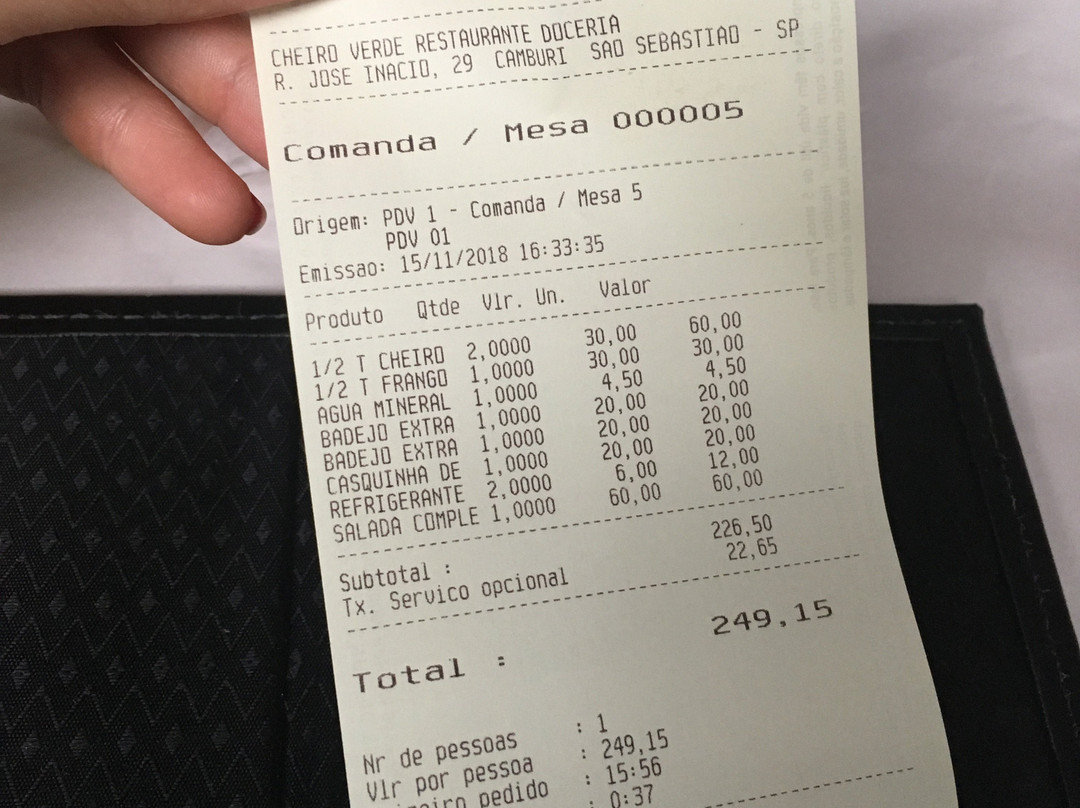 CHEIRO VERDE RESTAURANTE DOCERIA
R. JOSE INACIO, 29 CAMBURI SAO SEBASTIAO - SP
Comanda / Mesa 000005
Origem: PDV 1 - Comanda / Mesa 5
PDV 01
Emissao: 15/11/2018 16:33:35
Produto Qtde Vlr. Un. Valor
1/2 T CHEIRO 2,0000 30,00 60,00
1/2 T FRANGO 1,0000 30,00 30,00
AGUA MINERAL 1,0000 4,50 4,50
BADEJO EXTRA 1,0000 20,00 20,00
BADEJO EXTRA 1,0000 20,00 20,00
CASQUINHA DE 1,0000 20,00 20,00
REFRIGERANTE 2,0000 6,00 12,00
SALADA COMPLE 1,0000 60,00 60,00
Subtotal : 226,50
Tx. Servico opcional 22,65
Total : 249,15
Nr de pessoas : 1
Vlr por pessoa : 249,15
pedido : 15:56
: 0:37